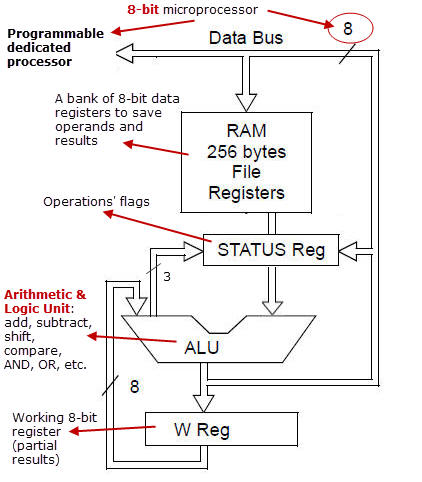 8-bit microprocessor
Programmable
dedicated
processor
Data Bus
8
A bank of 8-bit data
registers to save
operands and
results
RAM
256 bytes
File
Registers
Operations' flags
STATUS Reg
3
Arithmetic &
Logic Unit:
add, subtract,
shift,
compare,
AND, OR, etc.
ALU
8
Working 8-bit
register
(partial
results)
W Reg